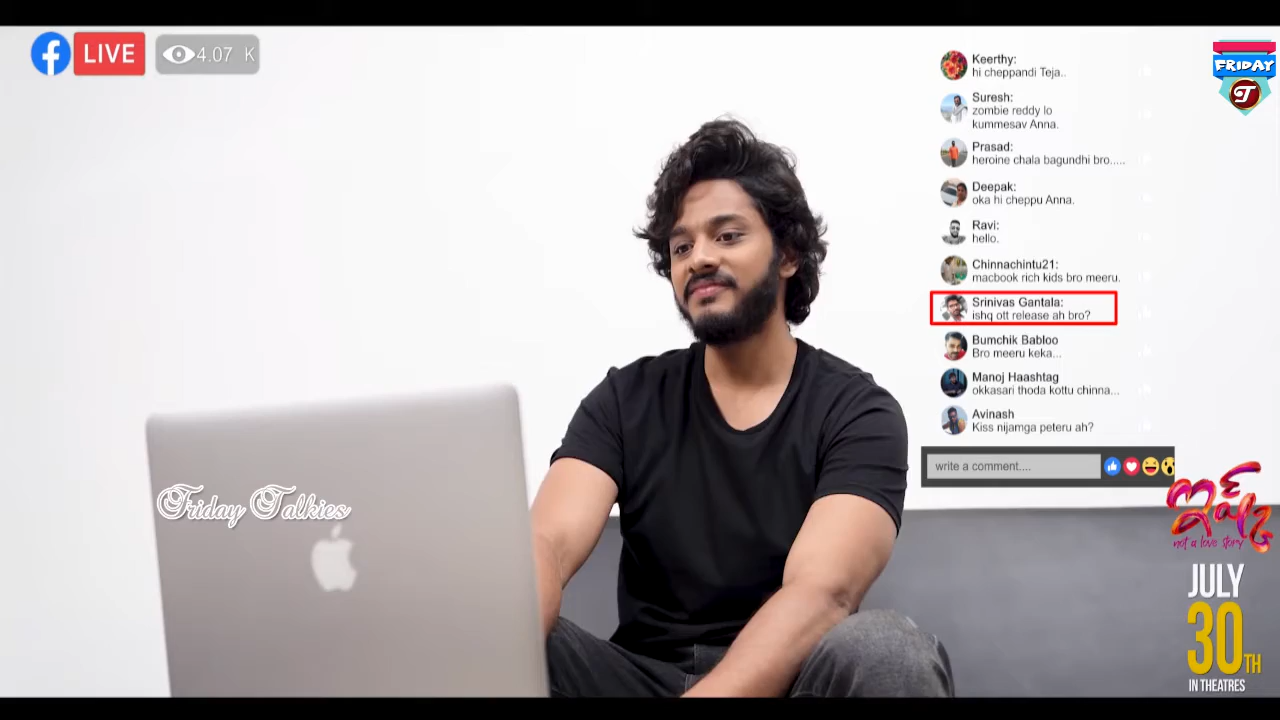 LIVE
4.07 K
Keerthy:
hi cheppandi Teja..
Suresh:
zombie reddy lo
kummesav Anna.
Prasad:
heroine chala bagundhi bro.....
Deepak:
oka hi cheppu Anna.
Ravi:
hello.
Chinnachintu21:
macbook rich kids bro meeru.
Srinivas Gantala:
ishq ott release ah bro?
Bumchik Babloo
Bro meeru keka...
Manoj Haashtag
okkasari thoda kottu chinna...
Avinash
Kiss nijamga peteru ah?
write a comment....
FRIDAY
T
Friday Talkies
ఇష్క్
not a love story
JULY
30TH
IN THEATRES